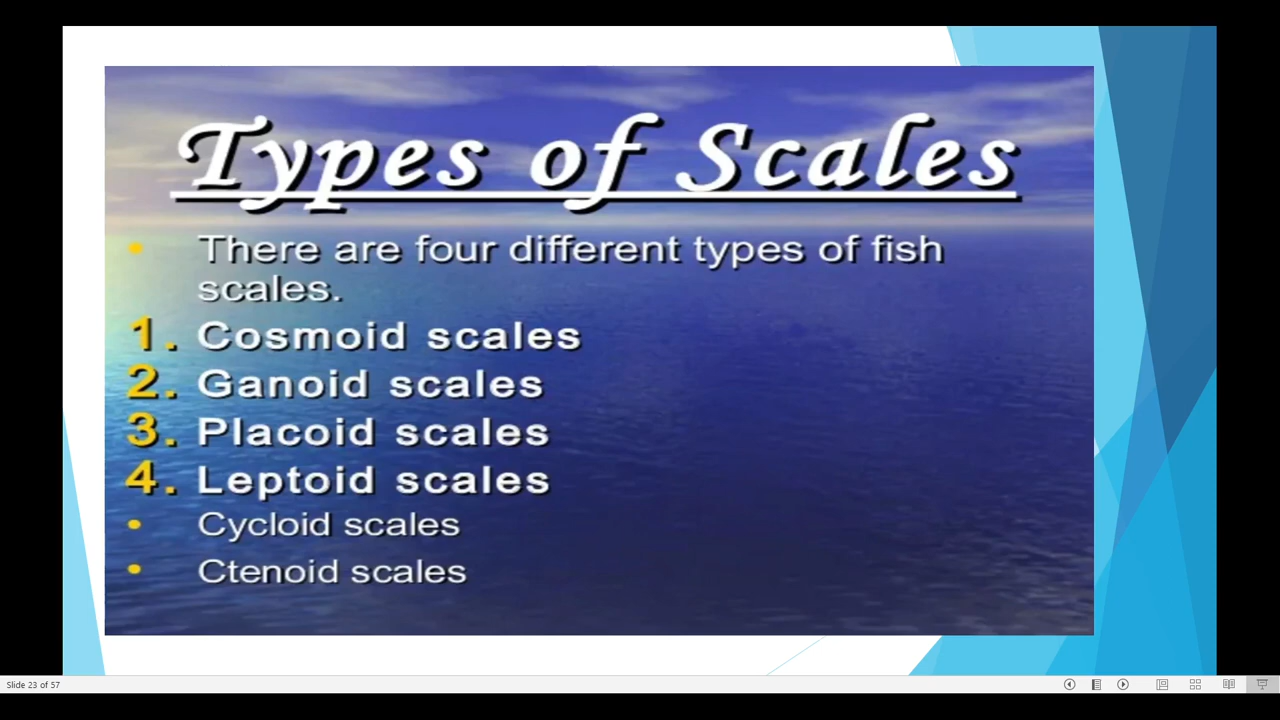 Types of Scales
• There are four different types of fish
scales.
1. Cosmoid scales
2. Ganoid scales
3. Placoid scales
4. Leptoid scales
• Cycloid scales
• Ctenoid scales
Slide 23 of 57